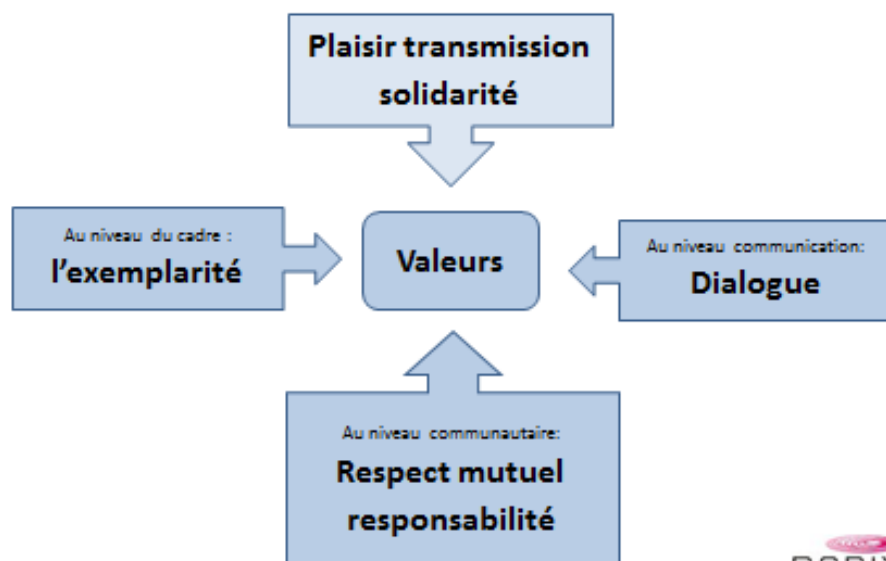 Plaisir transmission
solidarité
Au niveau du cadre :
l'exemplarité
Valeurs
Au niveau communication:
Dialogue
Au niveau communautaire:
Respect mutuel
responsabilité